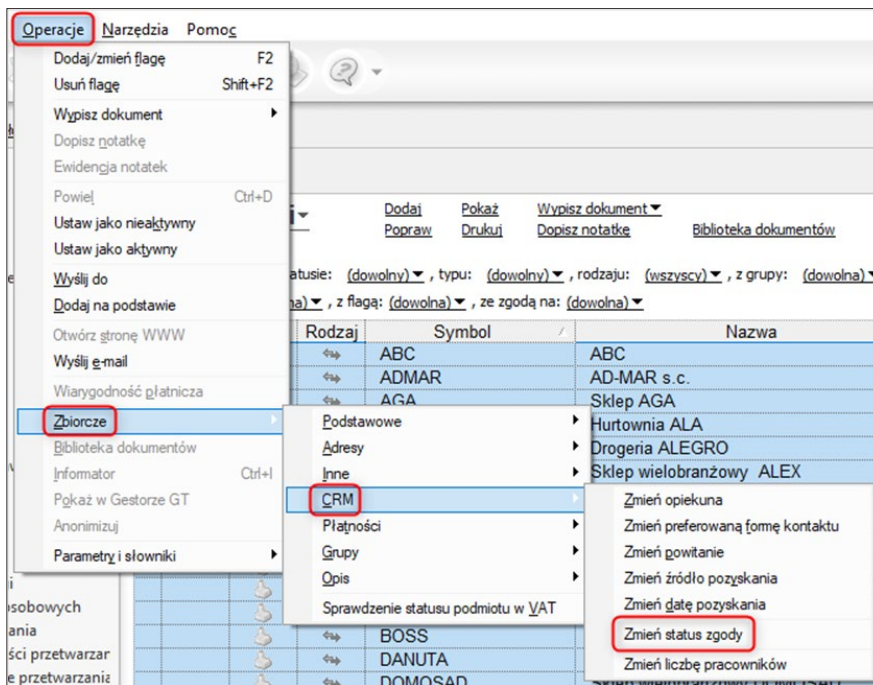 Operacje Narzędzia Pomoc
Dodaj/zmień flagę F2
Usuń flagę Shift+F2
Wypisz dokument
Dopisz notatkę
Ewidencja notatek
Powiel Ctrl+D
Ustaw jako nieaktywny
Ustaw jako aktywny
Wyślij do
Dodaj na podstawie
Otwórz stronę WWW
Wyślij e-mail
Wiarygodność płatnicza
Zbiorcze
Biblioteka dokumentów
Informator Ctrl+I
Pokaż w Gestorze GT
Anonimizuj
Parametry i słowniki
Dodaj Pokaż Wypisz dokument
Popraw Drukuj Dopisz notatkę Biblioteka dokumentów
atusie: (dowolny) , typu: (dowolny) , rodzaju: (wszyscy) , z grupy: (dowolna)
na) , z flagą: (dowolna) , ze zgodą na: (dowolna)
Rodzaj Symbol Nazwa
ABC ABC
ADMAR AD-MAR s.c.
AGA Sklep AGA
Hurtownia ALA
Drogeria ALEGRO
Sklep wielobranżowy ALEX
Podstawowe
Adresy
Inne
CRM
Płatności
Grupy
Opis
Sprawdzenie statusu podmiotu w VAT
Zmień opiekuna
Zmień preferowaną formę kontaktu
Zmień powitanie
Zmień źródło pozyskania
Zmień datę pozyskania
Zmień status zgody
Zmień liczbę pracowników
BOSS
DANUTA
DOMOSAD
osobowych
ania
ści przetwarzar
e przetwarzania